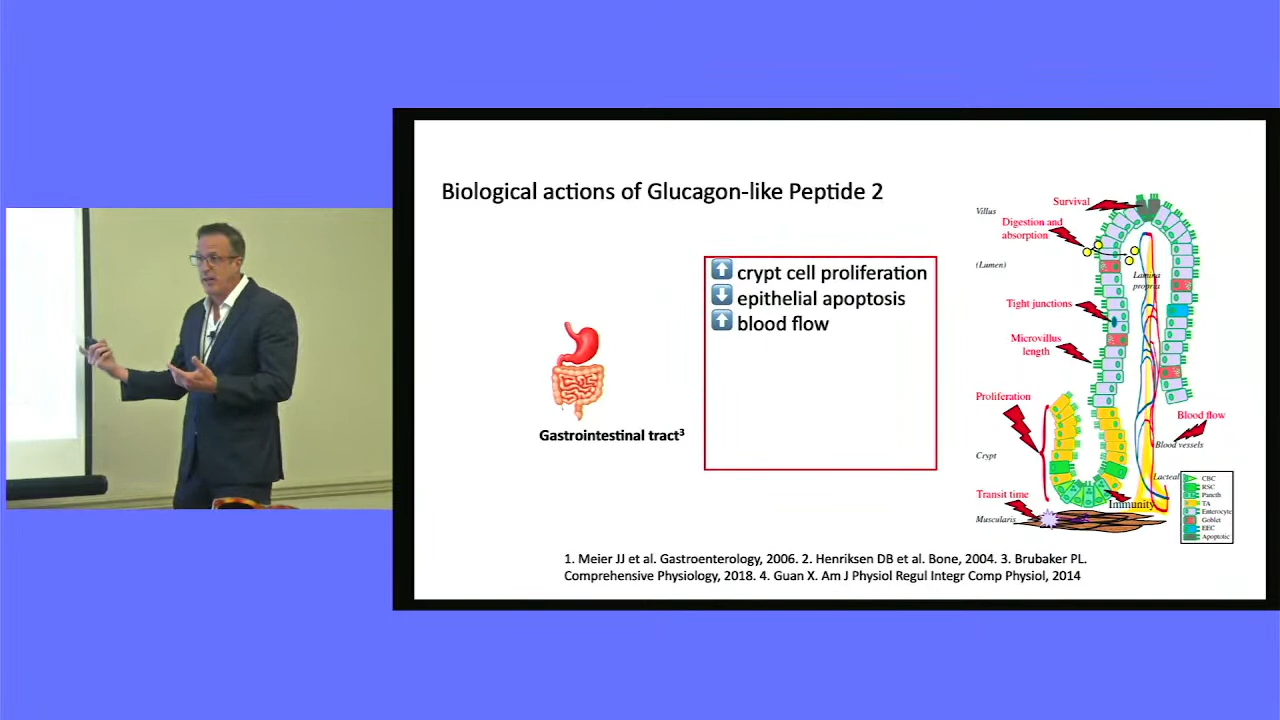 Biological actions of Glucagon-like Peptide 2
crypt cell proliferation
epithelial apoptosis
blood flow
Gastrointestinal tract³
Villus
Survival
Digestion and
absorption
(Lumen)
Lamina
propria
Tight junctions
Microvillus
length
Proliferation
Blood flow
Blood vessels
Crypt
Lacteal
Transit time
Immunity
Muscularis
CBC
RSC
Paneth
TA
Enterocyte
Goblet
EEC
Apoptotic
1. Meier JJ et al. Gastroenterology, 2006. 2. Henriksen DB et al. Bone, 2004. 3. Brubaker PL.
Comprehensive Physiology, 2018. 4. Guan X. Am J Physiol Regul Integr Comp Physiol, 2014